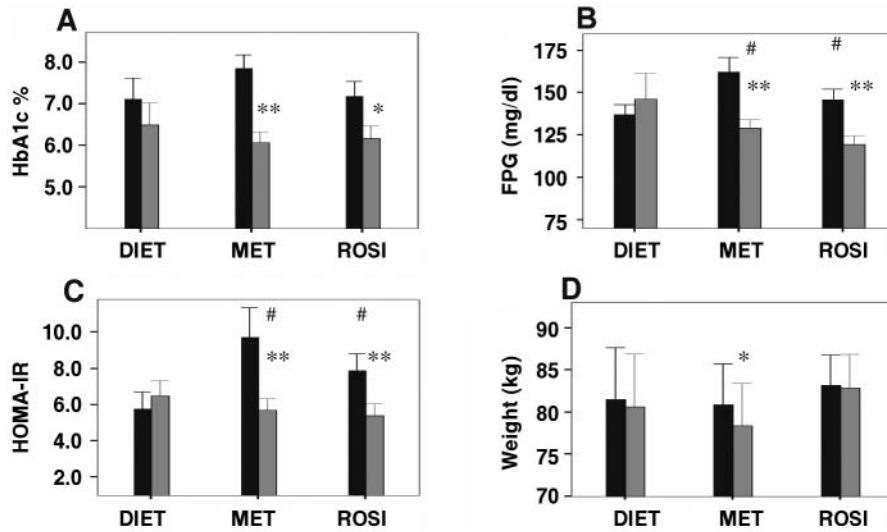 A
HbA1c %
8.0
7.0
6.0
5.0
**
*
DIET MET ROSI
B
FPG (mg/dl)
175
150
125
100
75
# #
** **
DIET MET ROSI
C
HOMA-IR
10.0
8.0
6.0
4.0
2.0
# #
** **
DIET MET ROSI
D
Weight (kg)
90
85
80
75
70
*
DIET MET ROSI